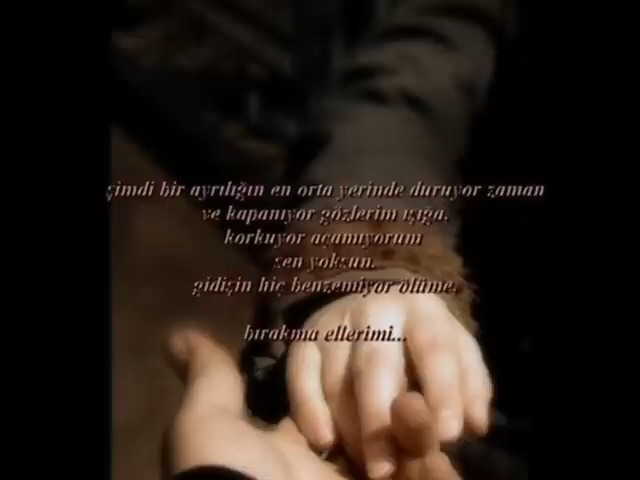 şimdi bir ayrılığın en orta yerinde duruyor zaman
ve kapanıyor gözlerim ışığa.
korkuyor açamıyorum
sen yoksun.
gidişin hiç benzemiyor ölüme.
bırakma ellerimi...